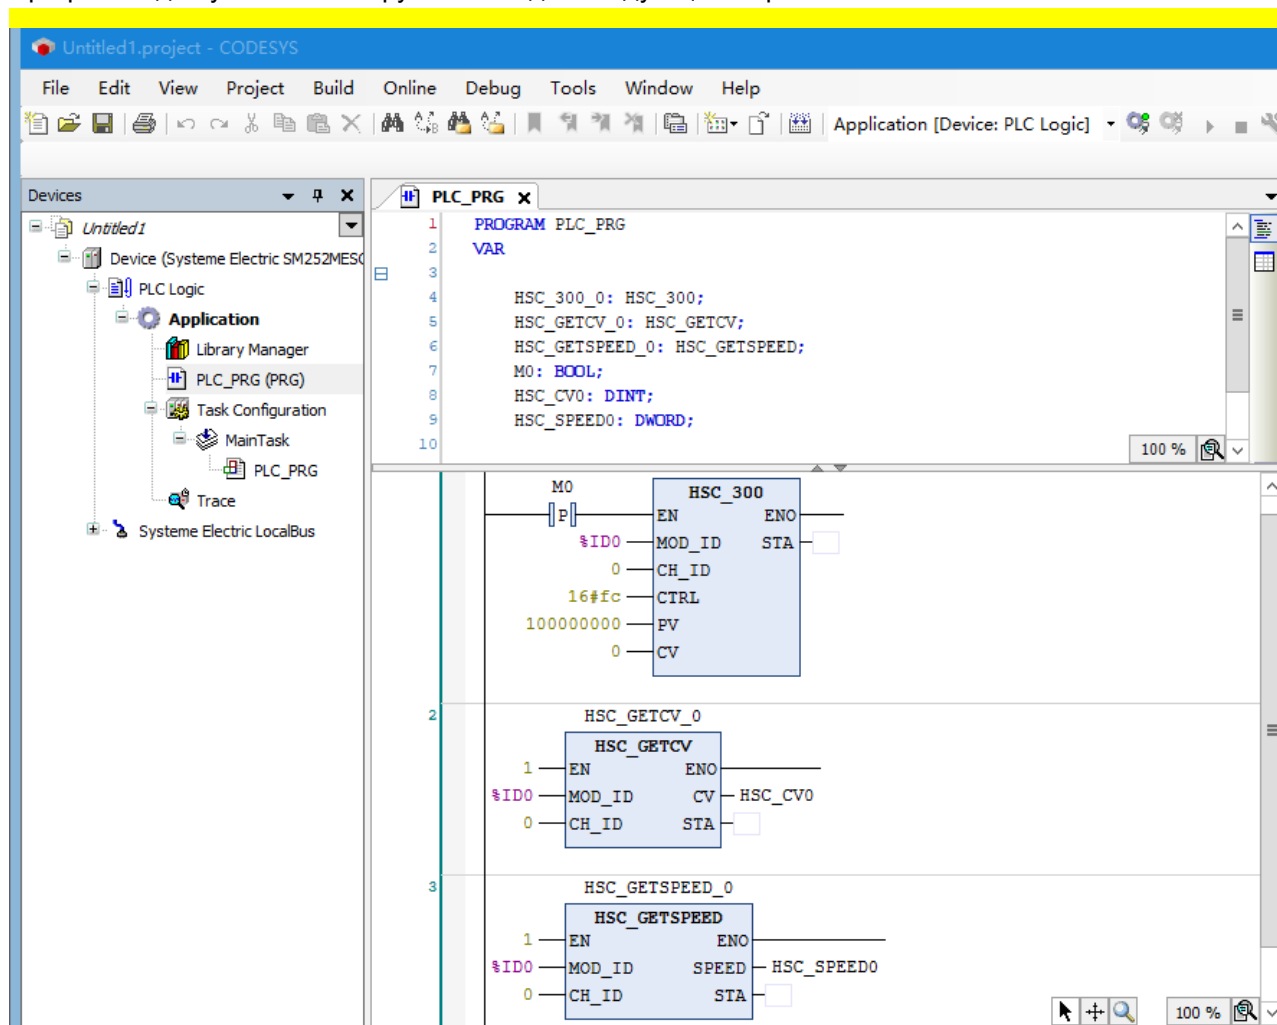 Untitled1.project - CODESYS
File Edit View Project Build Online Debug Tools Window Help
Application [Device: PLC Logic]
Devices
PLC_PRG
Untitled1
Device (Systeme Electric SM252MESC
PLC Logic
Application
Library Manager
PLC_PRG (PRG)
Task Configuration
MainTask
PLC_PRG
Trace
Systeme Electric LocalBus
1 PROGRAM PLC_PRG
2 VAR
3
4 HSC_300_0: HSC_300;
5 HSC_GETCV_0: HSC_GETCV;
6 HSC_GETSPEED_0: HSC_GETSPEED;
7 M0: BOOL;
8 HSC_CV0: DINT;
9 HSC_SPEED0: DWORD;
10
100 %
M0 HSC_300
P EN ENO
%ID0 MOD_ID STA
0 CH_ID
16#fc CTRL
100000000 PV
0 CV
2 HSC_GETCV_0
HSC_GETCV
1 EN ENO
%ID0 MOD_ID CV HSC_CV0
0 CH_ID STA
3 HSC_GETSPEED_0
HSC_GETSPEED
1 EN ENO
%ID0 MOD_ID SPEED HSC_SPEED0
0 CH_ID STA
100 %